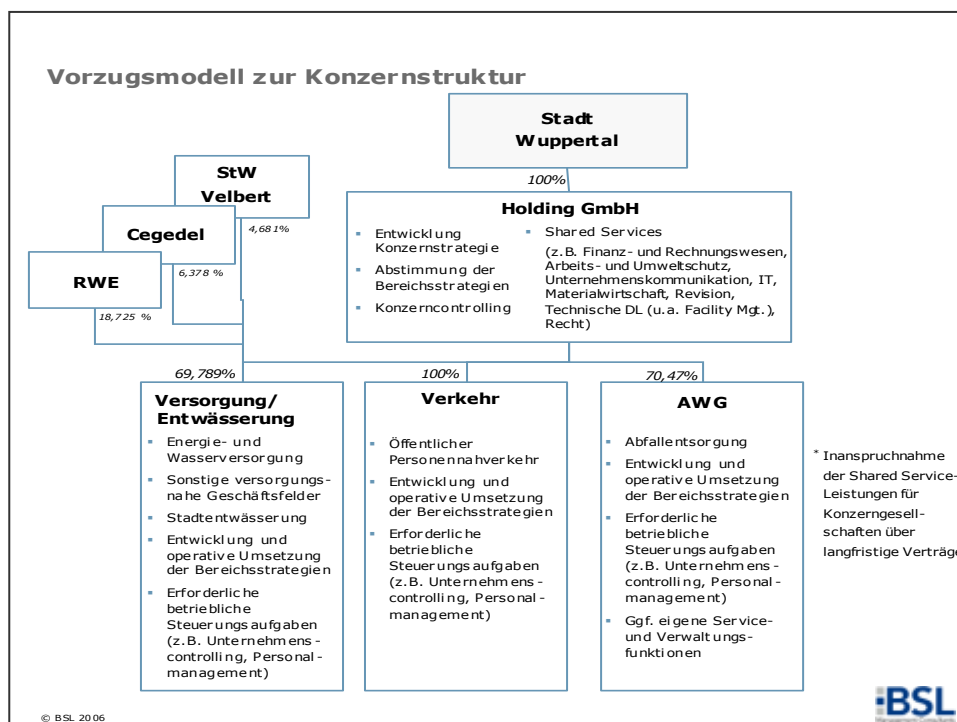 Vorzugsmodell zur Konzernstruktur
Stadt
Wuppertal
100%
StW
Velbert
4,681%
Cegedel
6,378 %
RWE
18,725 %
Holding GmbH
▪ Entwicklung
Konzernstrategie
▪ Abstimmung der
Bereichsstrategien
▪ Konzerncontrolling
▪ Shared Services
(z.B. Finanz- und Rechnungswesen,
Arbeits- und Umweltschutz,
Unternehmenskommunikation, IT,
Materialwirtschaft, Revision,
Technische DL (u.a. Facility Mgt.),
Recht)
69,789%
Versorgung/
Entwässerung
▪ Energie- und
Wasserversorgung
▪ Sonstige versorgungs-
nahe Geschäftsfelder
▪ Stadtentwässerung
▪ Entwicklung und
operative Umsetzung
der Bereichsstrategien
▪ Erforderliche
betriebliche
Steuerungsaufgaben
(z.B. Unternehmens-
controlling, Personal-
management)
100%
Verkehr
▪ Öffentlicher
Personennahverkehr
▪ Entwicklung und
operative Umsetzung
der Bereichsstrategien
▪ Erforderliche
betriebliche
Steuerungsaufgaben
(z.B. Unternehmens-
controlling, Personal-
management)
70,47%
AWG
▪ Abfallentsorgung
▪ Entwicklung und
operative Umsetzung
der Bereichsstrategien
▪ Erforderliche
betriebliche
Steuerungsaufgaben
(z.B. Unternehmens-
controlling, Personal-
management)
▪ Ggf. eigene Service-
und Verwaltungs-
funktionen
* Inanspruchnahme
der Shared Service-
Leistungen für
Konzerngesell-
schaften über
langfristige Verträge
© BSL 2006
BSL
Management Consultants